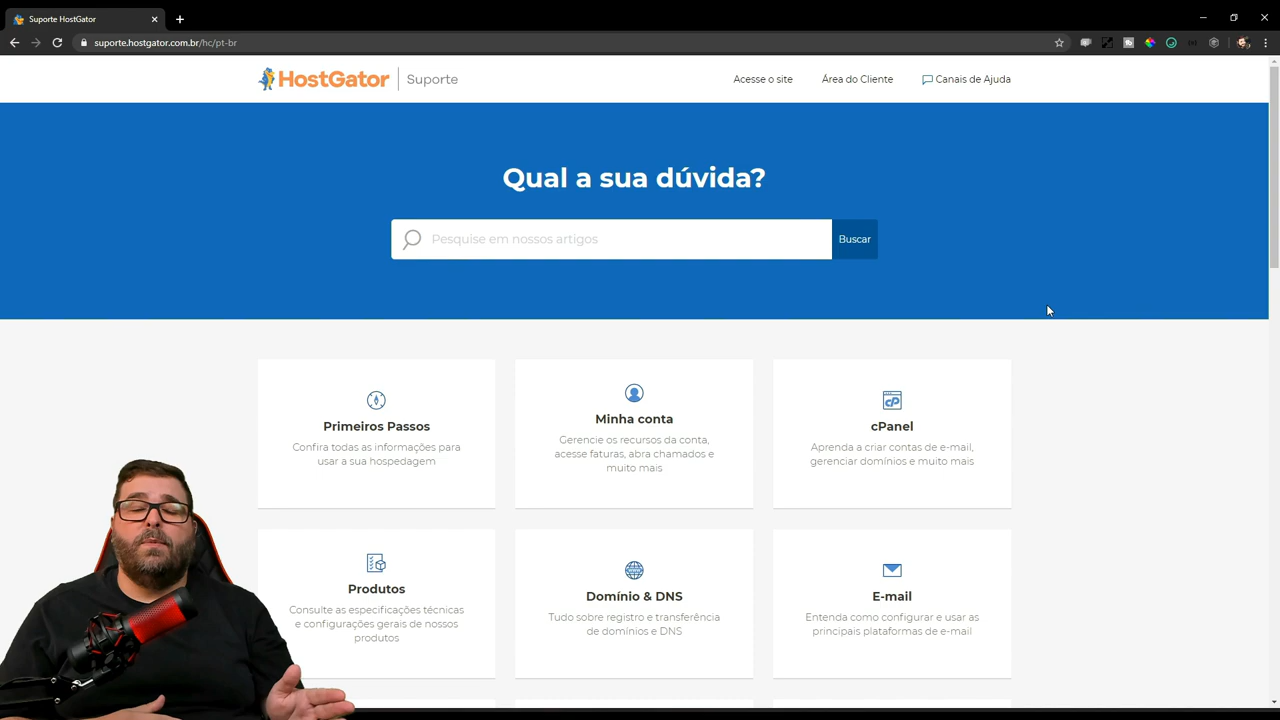 Suporte HostGator
suporte.hostgator.com.br/hc/pt-br
HostGator
Suporte
Acesse o site
Área do Cliente
Canais de Ajuda
Qual a sua dúvida?
Pesquise em nossos artigos
Buscar
Primeiros Passos
Confira todas as informações para
usar a sua hospedagem
Minha conta
Gerencie os recursos da conta,
acesse faturas, abra chamados e
muito mais
cP
cPanel
Aprenda a criar contas de e-mail,
gerenciar domínios e muito mais
Produtos
Consulte as especificações técnicas
e configurações gerais de nossos
produtos
WWW
Domínio & DNS
Tudo sobre registro e transferência
de domínios e DNS
E-mail
Entenda como configurar e usar as
principais plataformas de e-mail